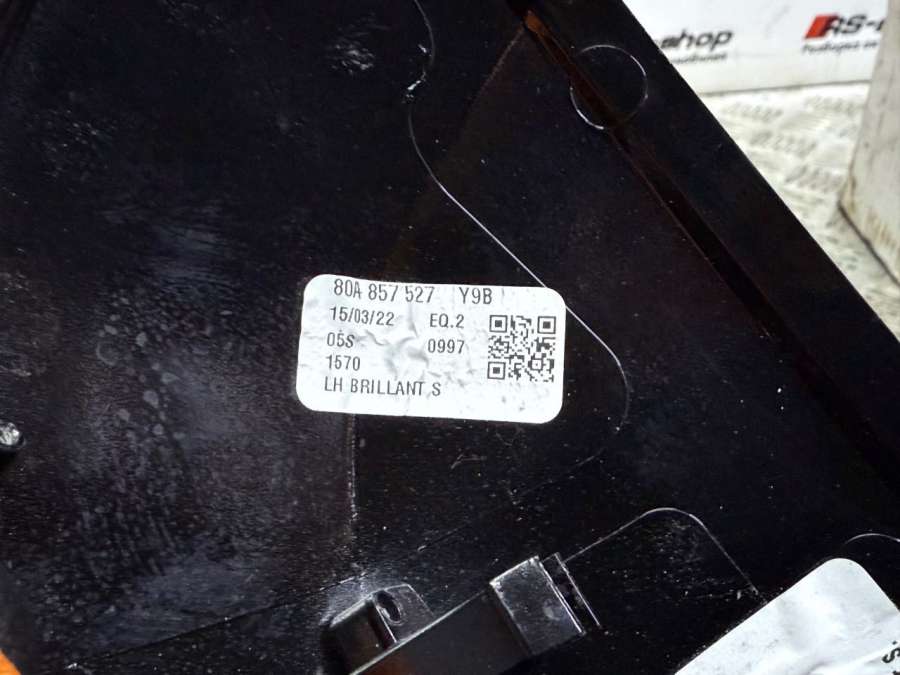 shop
RS-
80A 857 527 Y9B
15/03/22 EQ.2
05S 0997
1570
LH BRILLANT S